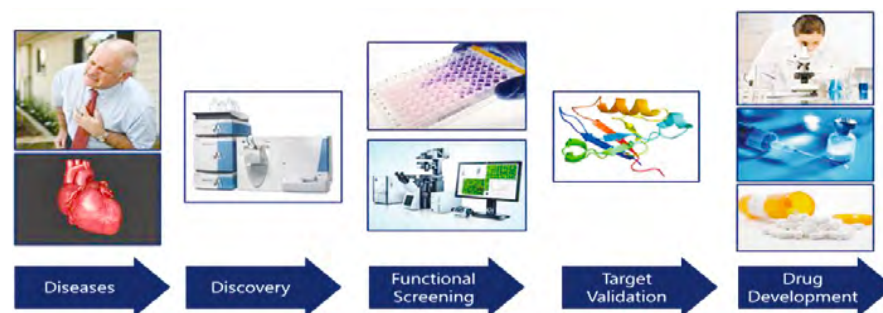 Diseases
Discovery
Functional
Screening
Target
Validation
Drug
Development